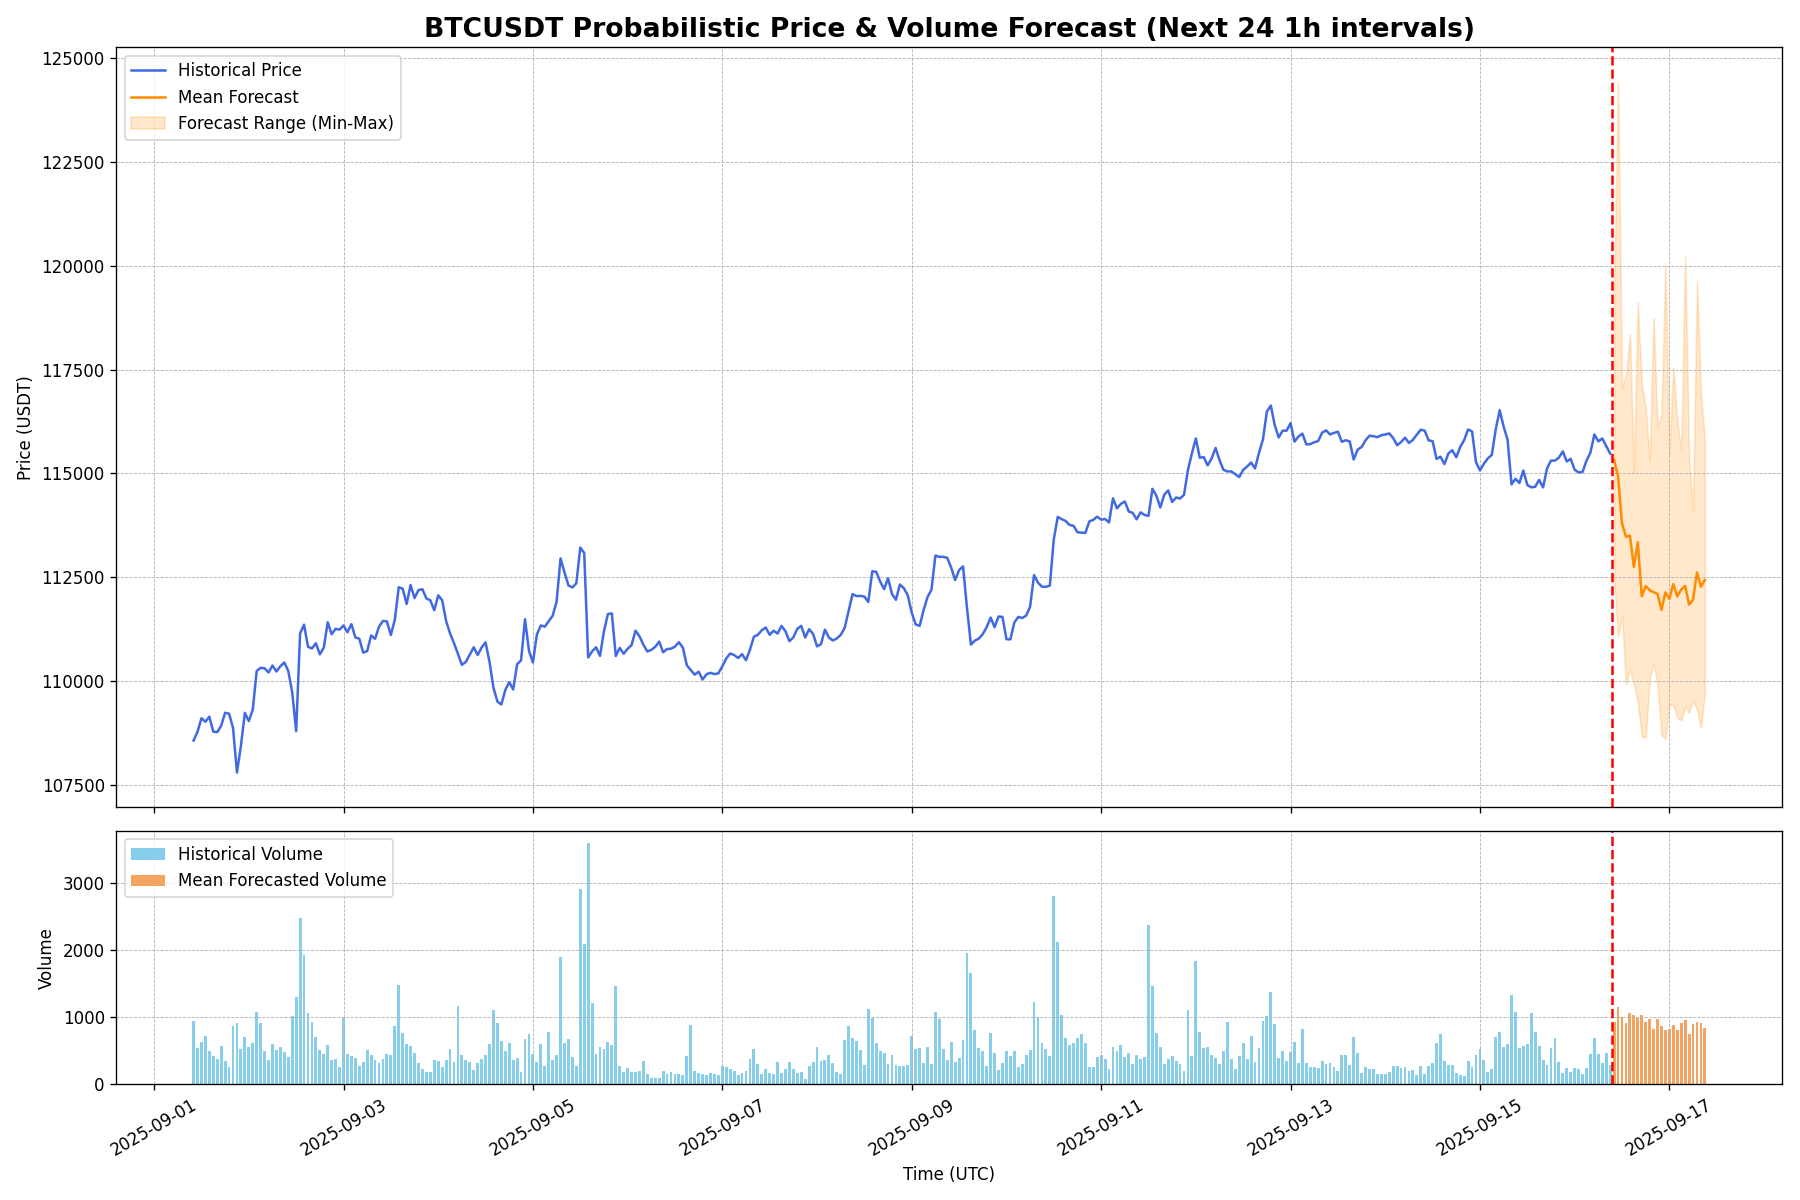 BTCUSDT Probabilistic Price & Volume Forecast (Next 24 1h intervals)
Historical Price
Mean Forecast
Forecast Range (Min-Max)
125000
122500
120000
117500
115000
112500
110000
107500
Price (USDT)
Historical Volume
Mean Forecasted Volume
3000
2000
1000
0
Volume
2025-09-01
2025-09-03
2025-09-05
2025-09-07
2025-09-09
2025-09-11
2025-09-13
2025-09-15
2025-09-17
Time (UTC)